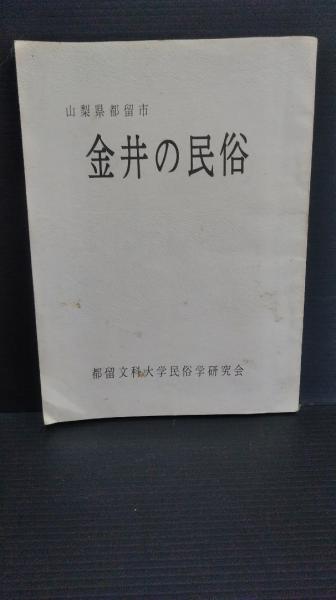 山梨県都留市
金井の民俗
都留文科大学民俗学研究会